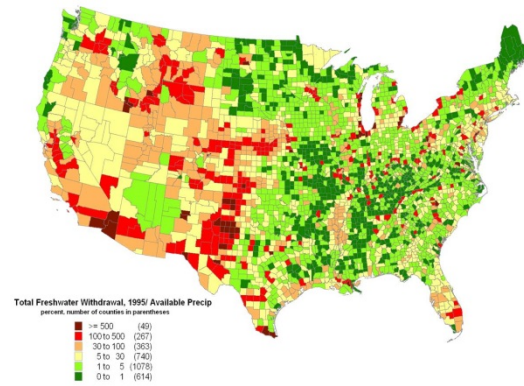 Total Freshwater Withdrawal, 1995/ Available Precip
percent, number of counties in parentheses
>= 500 (49)
100 to 500 (267)
30 to 100 (363)
5 to 30 (740)
1 to 5 (1078)
0 to 1 (614)